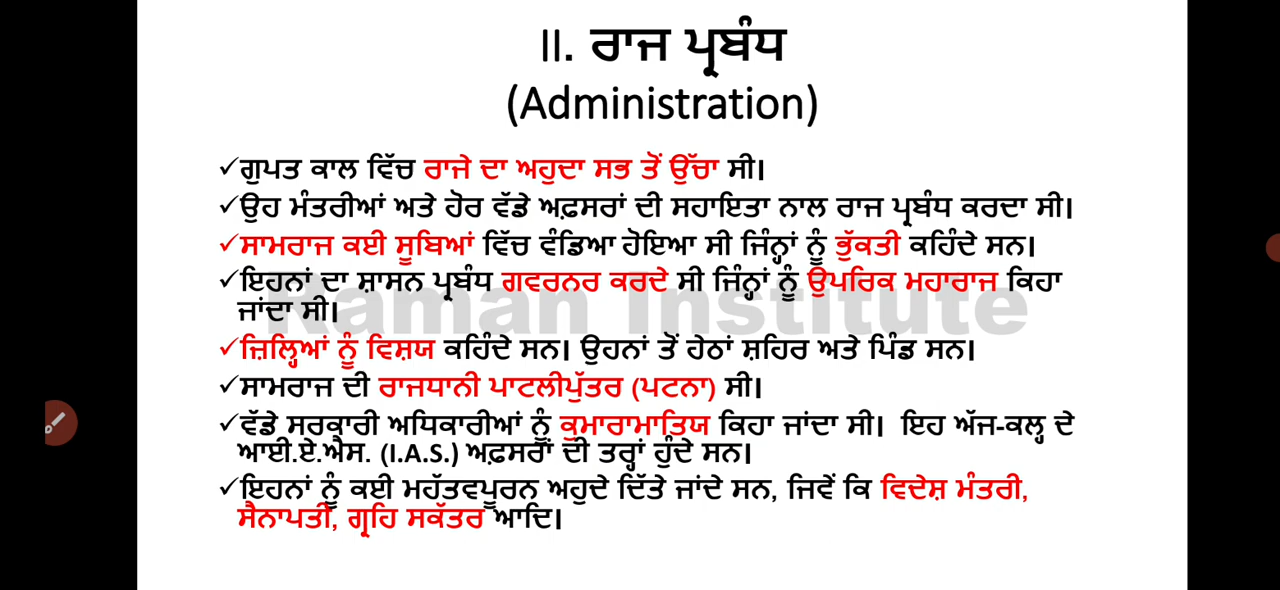 II. ਰਾਜ ਪ੍ਰਬੰਧ
(Administration)
✓ਗੁਪਤ ਕਾਲ ਵਿੱਚ ਰਾਜੇ ਦਾ ਅਹੁਦਾ ਸਭ ਤੋਂ ਉੱਚਾ ਸੀ।
✓ਉਹ ਮੰਤਰੀਆਂ ਅਤੇ ਹੋਰ ਵੱਡੇ ਅਫ਼ਸਰਾਂ ਦੀ ਸਹਾਇਤਾ ਨਾਲ ਰਾਜ ਪ੍ਰਬੰਧ ਕਰਦਾ ਸੀ।
✓ਸਾਮਰਾਜ ਕਈ ਸੂਬਿਆਂ ਵਿੱਚ ਵੰਡਿਆ ਹੋਇਆ ਸੀ ਜਿੰਨ੍ਹਾਂ ਨੂੰ ਭੁੱਕਤੀ ਕਹਿੰਦੇ ਸਨ।
✓ਇਹਨਾਂ ਦਾ ਸ਼ਾਸਨ ਪ੍ਰਬੰਧ ਗਵਰਨਰ ਕਰਦੇ ਸੀ ਜਿੰਨ੍ਹਾਂ ਨੂੰ ਉਪਰਿਕ ਮਹਾਰਾਜ ਕਿਹਾ
ਜਾਂਦਾ ਸੀ।
Raman Institute
✓ਜ਼ਿਲ੍ਹਿਆਂ ਨੂੰ ਵਿਸ਼ਯ ਕਹਿੰਦੇ ਸਨ। ਉਹਨਾਂ ਤੋਂ ਹੇਠਾਂ ਸ਼ਹਿਰ ਅਤੇ ਪਿੰਡ ਸਨ।
✓ਸਾਮਰਾਜ ਦੀ ਰਾਜਧਾਨੀ ਪਾਟਲੀਪੁੱਤਰ (ਪਟਨਾ) ਸੀ।
✓ਵੱਡੇ ਸਰਕਾਰੀ ਅਧਿਕਾਰੀਆਂ ਨੂੰ ਕੁਮਾਰਾਮਾਤਿਯ ਕਿਹਾ ਜਾਂਦਾ ਸੀ। ਇਹ ਅੱਜ-ਕਲ੍ਹ ਦੇ
ਆਈ.ਏ.ਐਸ. (I.A.S.) ਅਫ਼ਸਰਾਂ ਦੀ ਤਰ੍ਹਾਂ ਹੁੰਦੇ ਸਨ।
✓ਇਹਨਾਂ ਨੂੰ ਕਈ ਮਹੱਤਵਪੂਰਨ ਅਹੁਦੇ ਦਿੱਤੇ ਜਾਂਦੇ ਸਨ, ਜਿਵੇਂ ਕਿ ਵਿਦੇਸ਼ ਮੰਤਰੀ,
ਸੈਨਾਪਤੀ, ਗ੍ਰਹਿ ਸਕੱਤਰ ਆਦਿ।